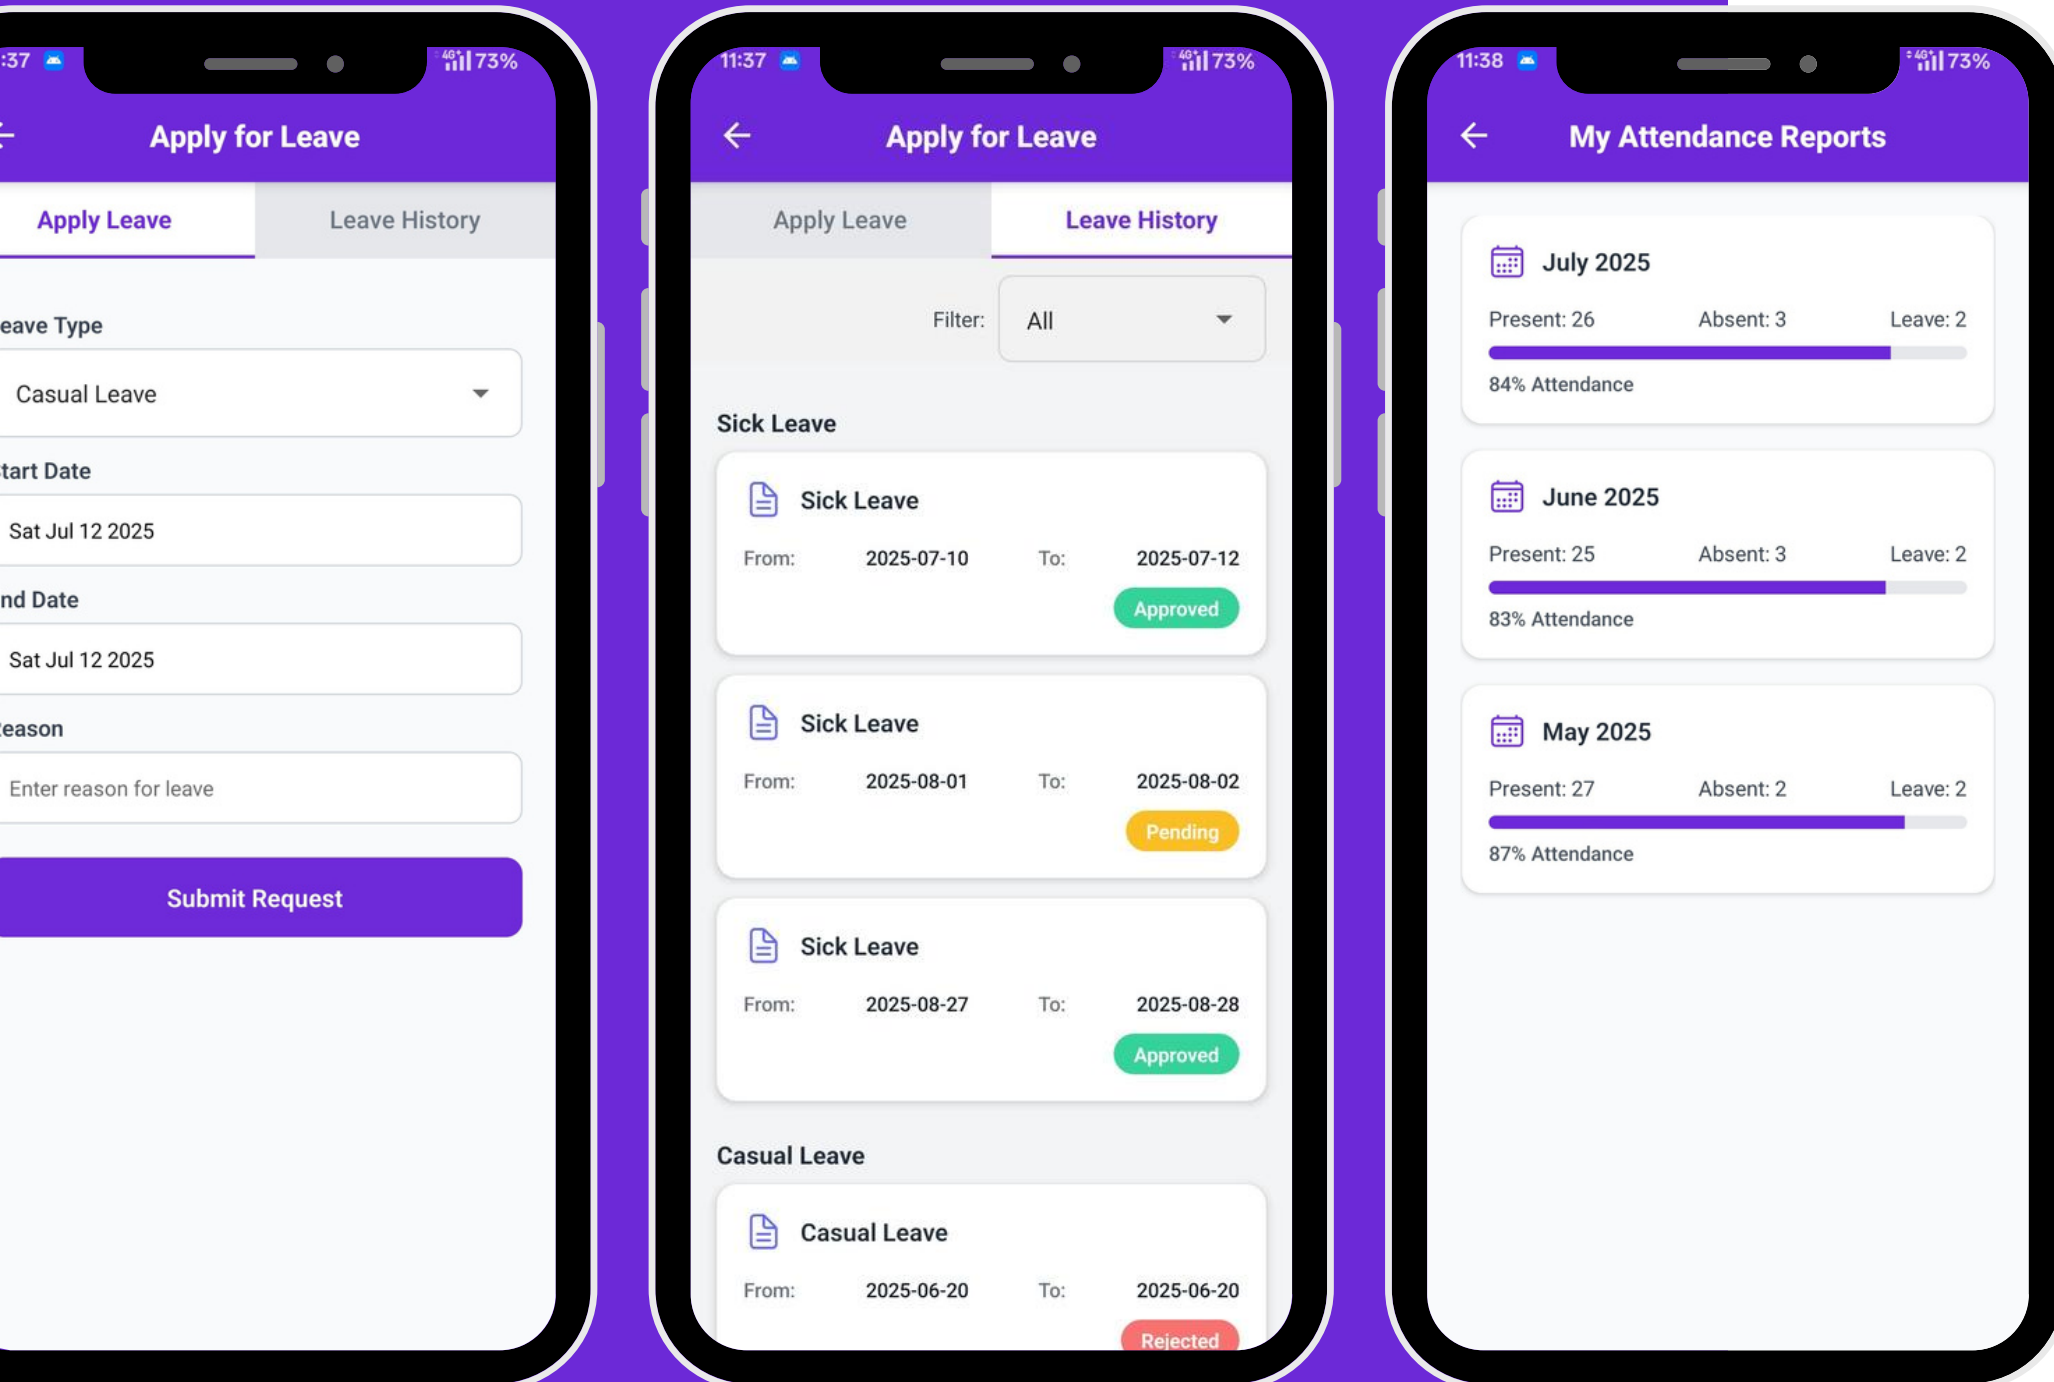 :37
4G+ 73%
Apply for Leave
Apply Leave
Leave History
eave Type
Casual Leave
tart Date
Sat Jul 12 2025
nd Date
Sat Jul 12 2025
eason
Enter reason for leave
Submit Request
11:37
4G+ 73%
Apply for Leave
Apply Leave
Leave History
Filter:
All
Sick Leave
Sick Leave
From: 2025-07-10 To: 2025-07-12
Approved
Sick Leave
From: 2025-08-01 To: 2025-08-02
Pending
Sick Leave
From: 2025-08-27 To: 2025-08-28
Approved
Casual Leave
Casual Leave
From: 2025-06-20 To: 2025-06-20
Rejected
11:38
4G+ 73%
My Attendance Reports
July 2025
Present: 26 Absent: 3 Leave: 2
84% Attendance
June 2025
Present: 25 Absent: 3 Leave: 2
83% Attendance
May 2025
Present: 27 Absent: 2 Leave: 2
87% Attendance